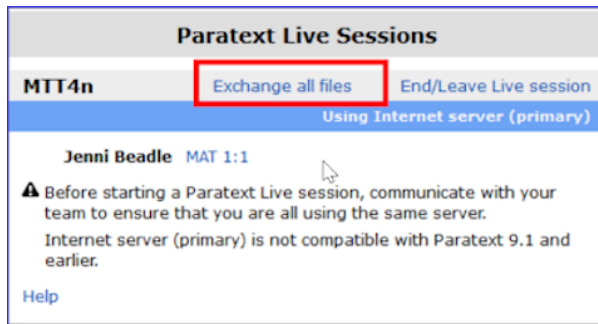 Paratext Live Sessions
MTT4n Exchange all files End/Leave Live session
Using Internet server (primary)
Jenni Beadle MAT 1:1
Before starting a Paratext Live session, communicate with your
team to ensure that you are all using the same server.
Internet server (primary) is not compatible with Paratext 9.1 and
earlier.
Help